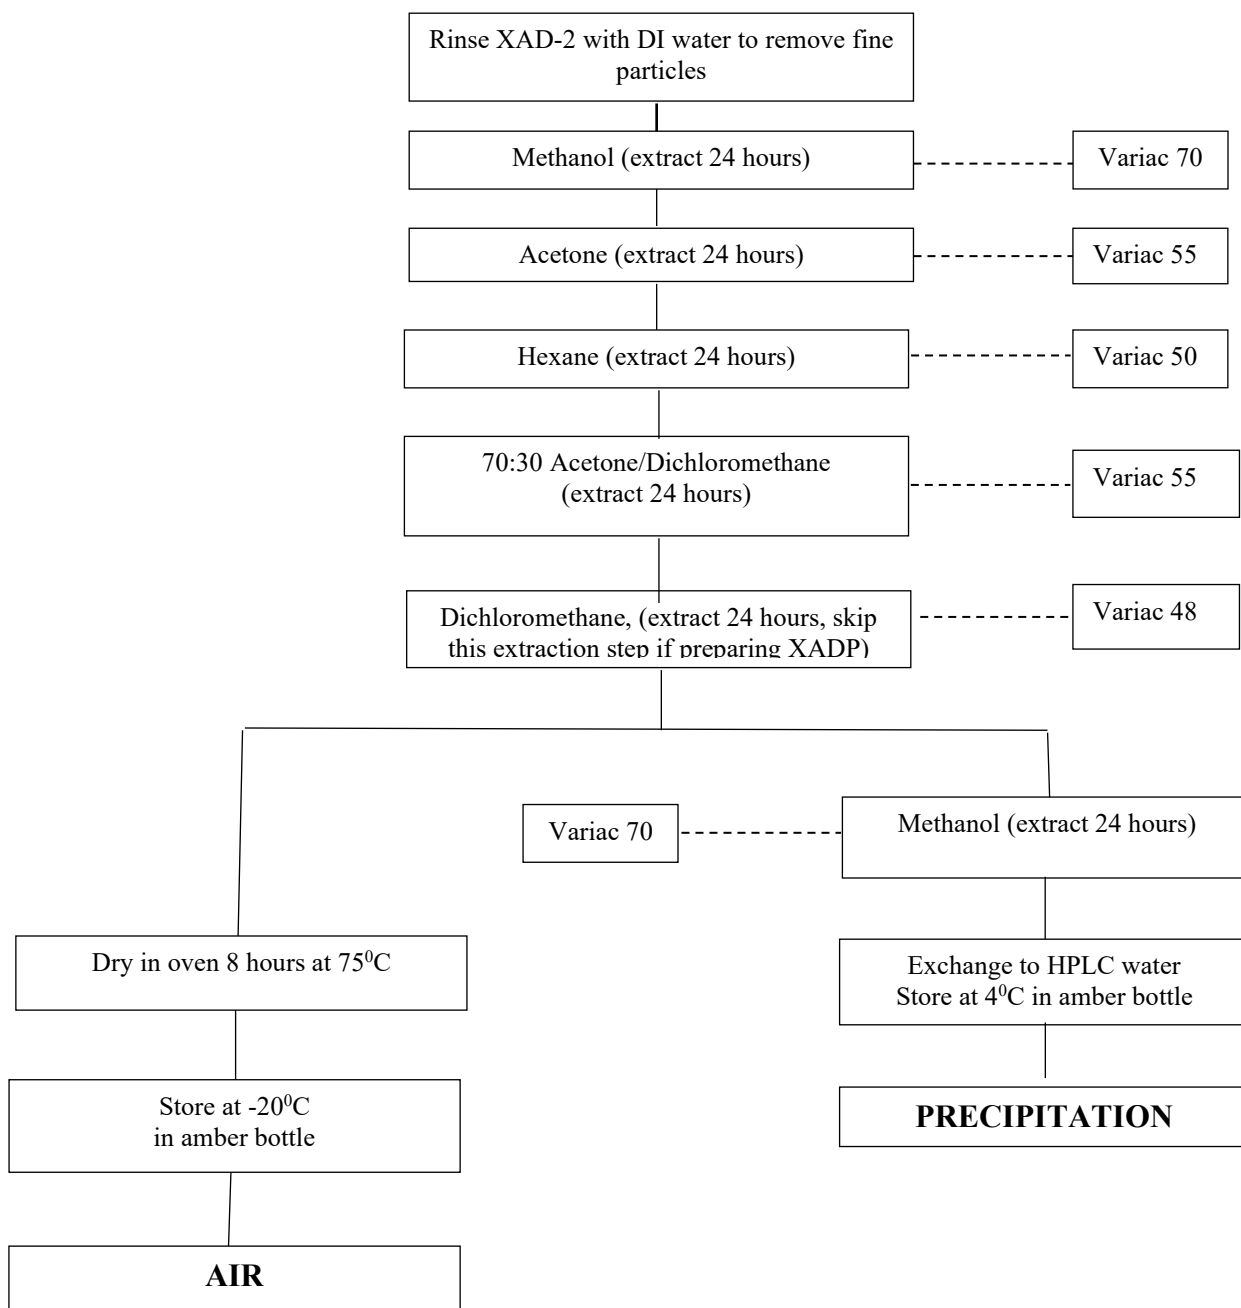 Rinse XAD-2 with DI water to remove fine
particles
Methanol (extract 24 hours)
Variac 70
Acetone (extract 24 hours)
Variac 55
Hexane (extract 24 hours)
Variac 50
70:30 Acetone/Dichloromethane
(extract 24 hours)
Variac 55
Dichloromethane, (extract 24 hours, skip
this extraction step if preparing XADP)
Variac 48
Variac 70
Methanol (extract 24 hours)
Dry in oven 8 hours at 75⁰C
Exchange to HPLC water
Store at 4⁰C in amber bottle
Store at -20⁰C
in amber bottle
PRECIPITATION
AIR